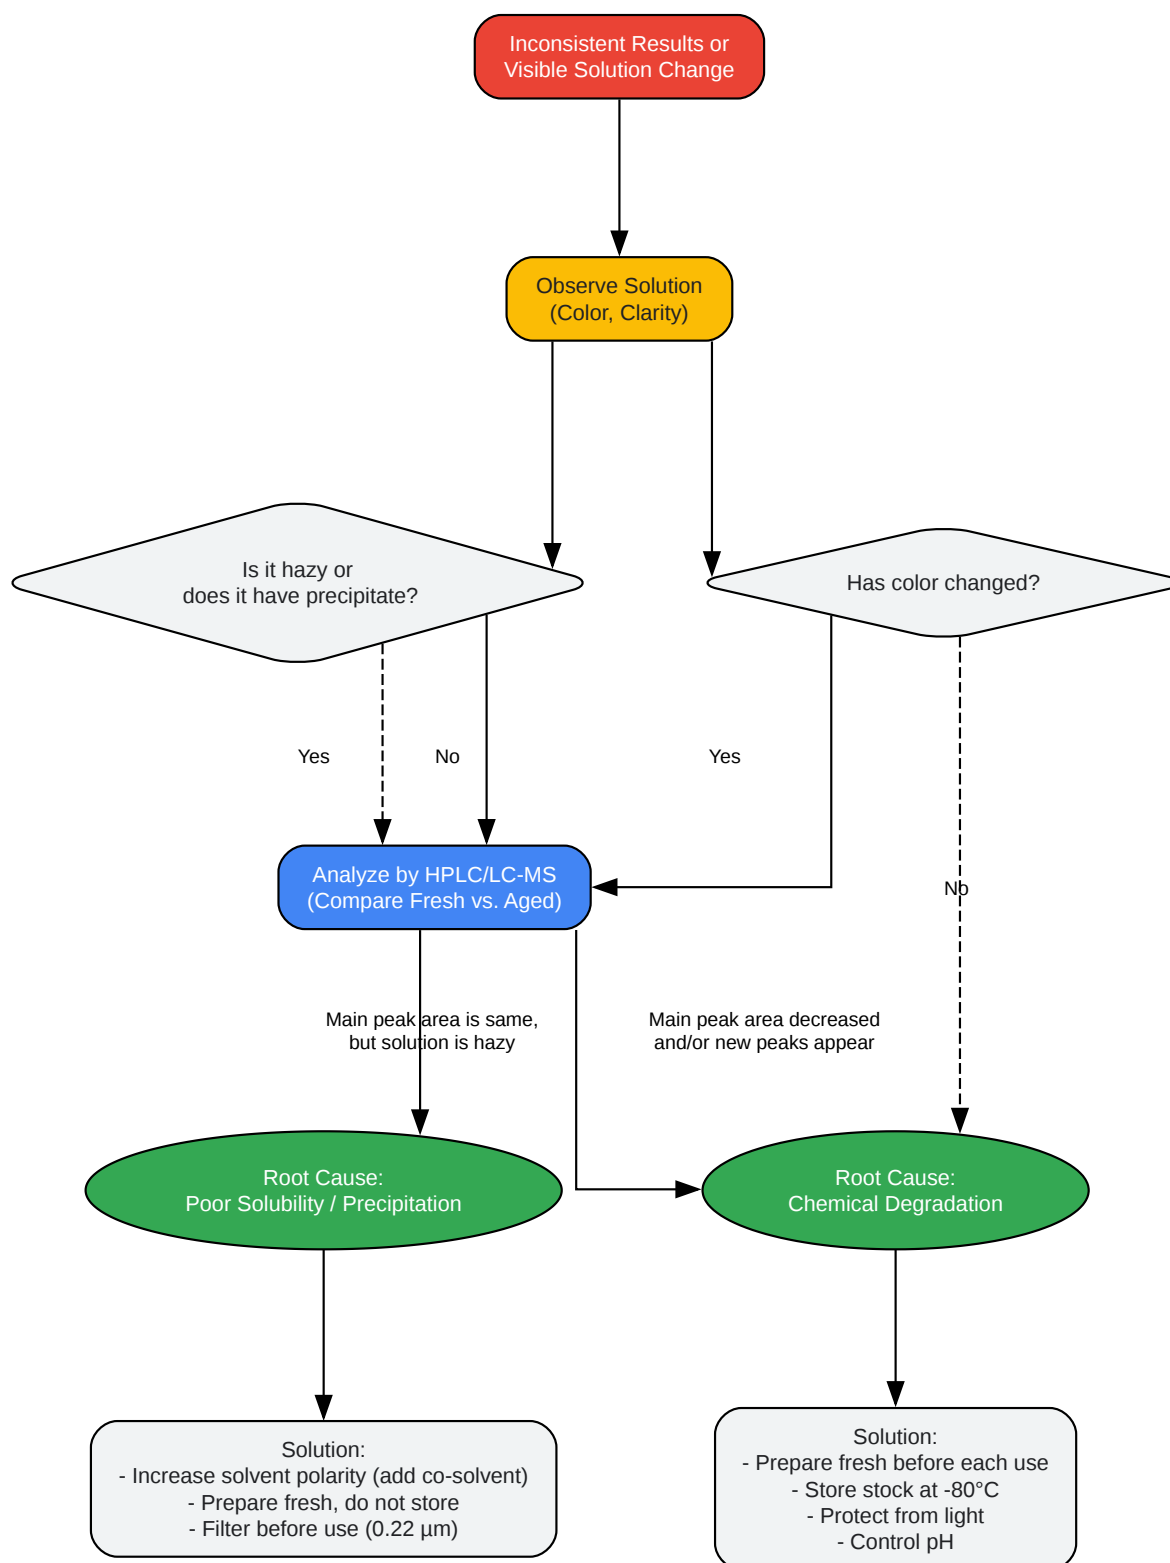 Inconsistent Results or
Visible Solution Change
Observe Solution
(Color, Clarity)
Is it hazy or
does it have precipitate?
Has color changed?
Yes
No
Yes
Analyze by HPLC/LC-MS
(Compare Fresh vs. Aged)
No
Main peak area is same,
but solution is hazy
Main peak area decreased
and/or new peaks appear
Root Cause:
Poor Solubility / Precipitation
Root Cause:
Chemical Degradation
Solution:
- Increase solvent polarity (add co-solvent)
- Prepare fresh, do not store
- Filter before use (0.22 µm)
Solution:
- Prepare fresh before each use
- Store stock at -80°C
- Protect from light
- Control pH